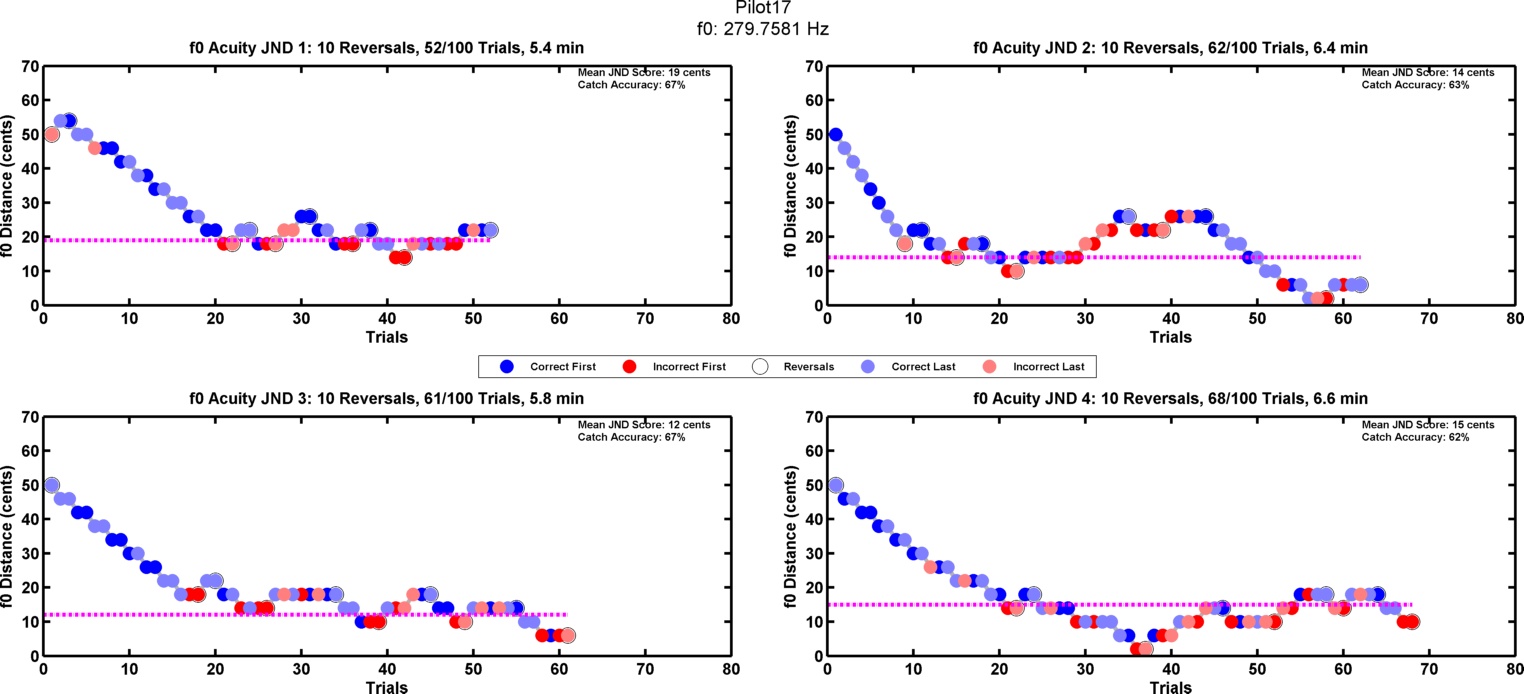 Pilot17
f0: 279.7581 Hz
f0 Acuity JND 1: 10 Reversals, 52/100 Trials, 5.4 min
Mean JND Score: 19 cents
Catch Accuracy: 67%
f0 Distance (cents)
70
60
50
40
30
20
10
0
0 10 20 30 40 50 60 70 80
Trials
f0 Acuity JND 2: 10 Reversals, 62/100 Trials, 6.4 min
Mean JND Score: 14 cents
Catch Accuracy: 63%
f0 Distance (cents)
70
60
50
40
30
20
10
0
0 10 20 30 40 50 60 70 80
Trials
Correct First Incorrect First Reversals Correct Last Incorrect Last
f0 Acuity JND 3: 10 Reversals, 61/100 Trials, 5.8 min
Mean JND Score: 12 cents
Catch Accuracy: 67%
f0 Distance (cents)
70
60
50
40
30
20
10
0
0 10 20 30 40 50 60 70 80
Trials
f0 Acuity JND 4: 10 Reversals, 68/100 Trials, 6.6 min
Mean JND Score: 15 cents
Catch Accuracy: 62%
f0 Distance (cents)
70
60
50
40
30
20
10
0
0 10 20 30 40 50 60 70 80
Trials